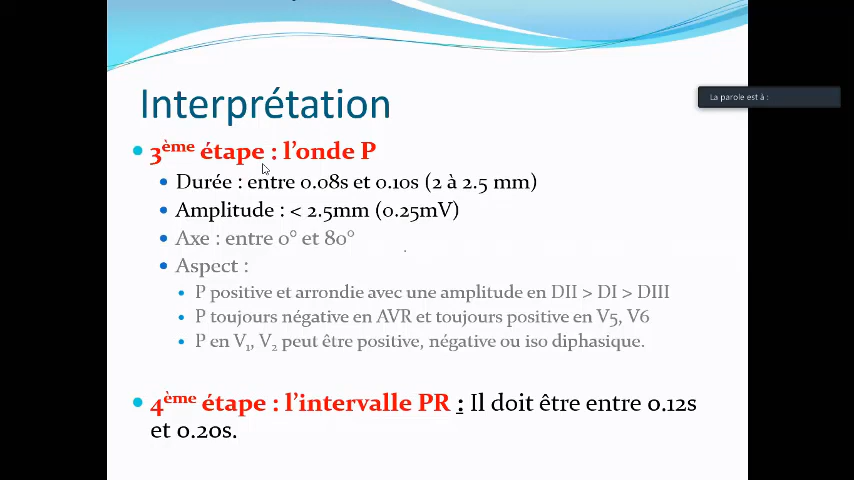 La parole est à :
Interprétation
3ème étape : l'onde P
Durée : entre 0.08s et 0.10s (2 à 2.5 mm)
Amplitude : < 2.5mm (0.25mV)
Axe : entre 0° et 80°
Aspect :
P positive et arrondie avec une amplitude en DII > DI > DIII
P toujours négative en AVR et toujours positive en V5, V6
P en V1, V2 peut être positive, négative ou iso diphasique.
4ème étape : l'intervalle PR : Il doit être entre 0.12s
et 0.20s.